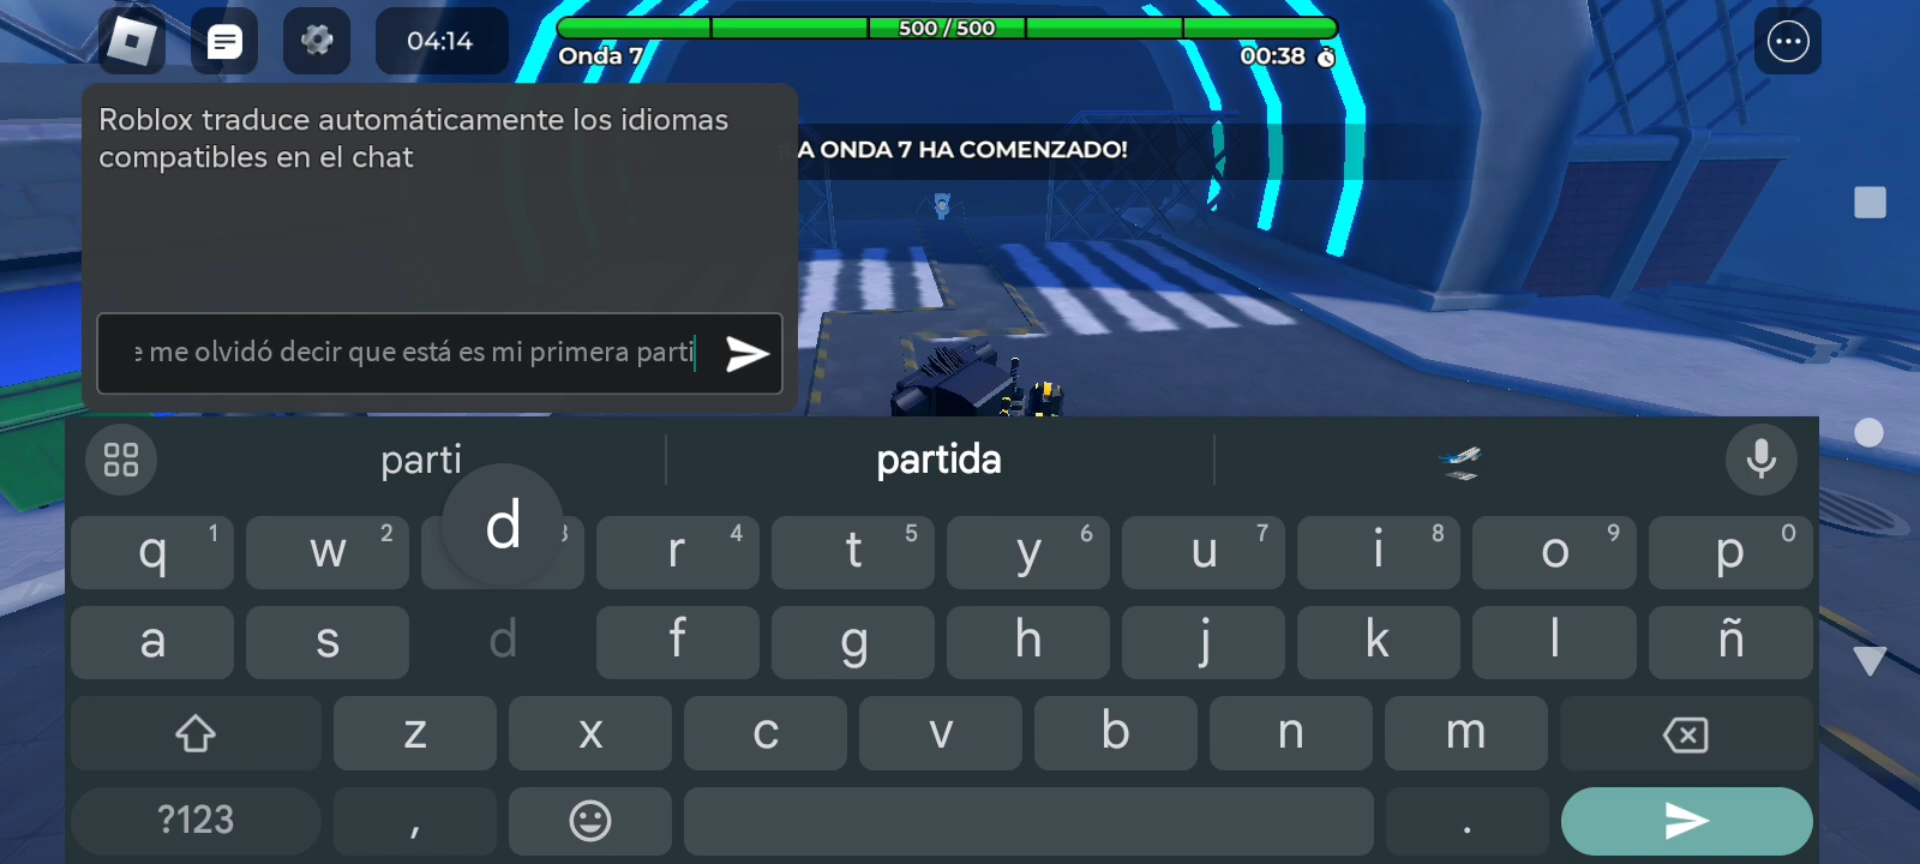 04:14
500 / 500
Onda 7
00:38
Roblox traduce automáticamente los idiomas
compatibles en el chat
A ONDA 7 HA COMENZADO!
me olvidó decir que está es mi primera parti
parti
partida
d
q 1
w 2
r 4
t 5
y 6
u 7
i 8
o 9
p 0
a s d f g h j k l ñ
z x c v b n m
?123 , .